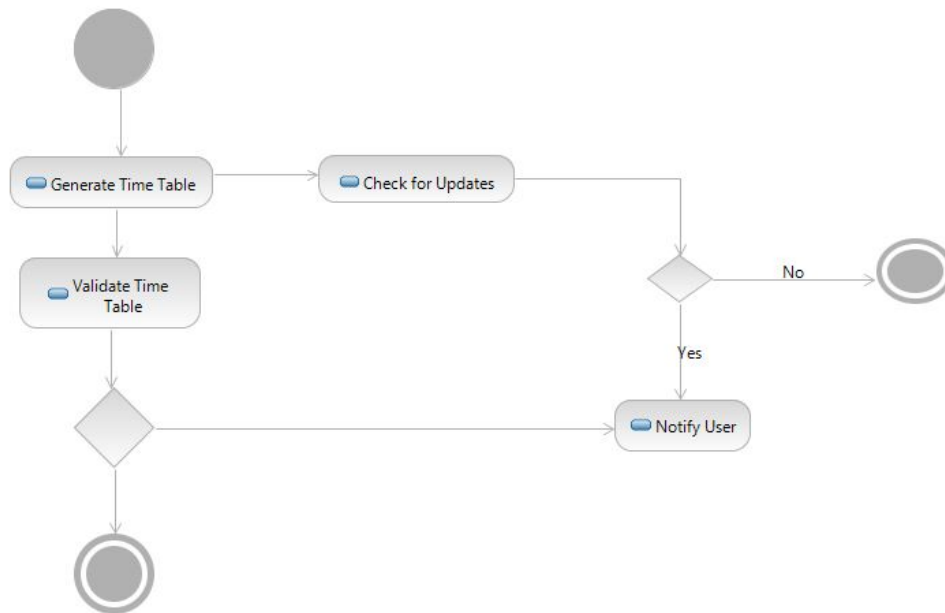 Generate Time Table
Check for Updates
Validate Time
Table
No
Yes
Notify User